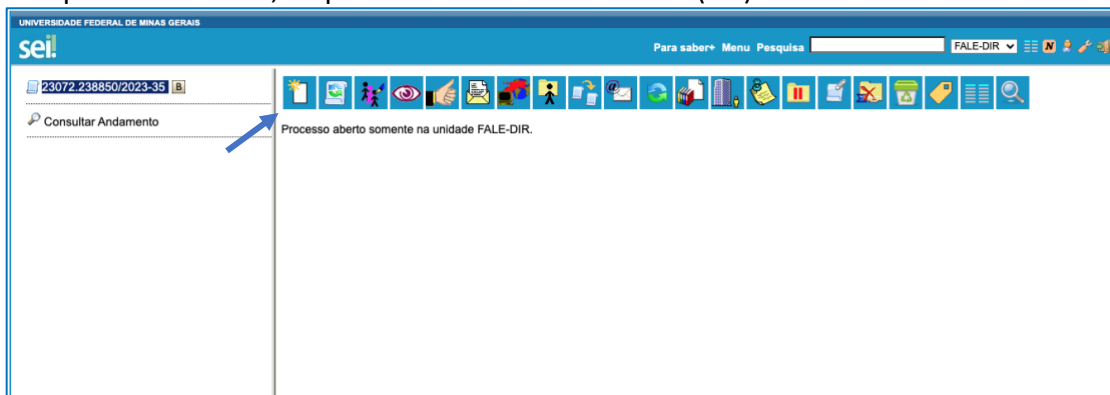 UNIVERSIDADE FEDERAL DE MINAS GERAIS
sei!
Para saber+ Menu Pesquisa FALE-DIR N
23072.238850/2023-35 B
Consultar Andamento
Processo aberto somente na unidade FALE-DIR.